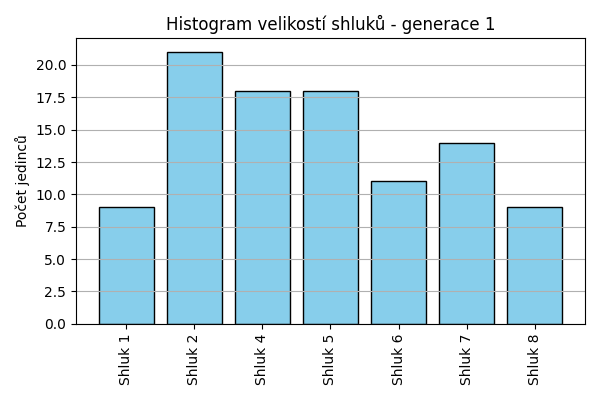 Histogram velikostí shluků - generace 1
Počet jedinců
20.0
17.5
15.0
12.5
10.0
7.5
5.0
2.5
0.0
Shluk 1
Shluk 2
Shluk 4
Shluk 5
Shluk 6
Shluk 7
Shluk 8